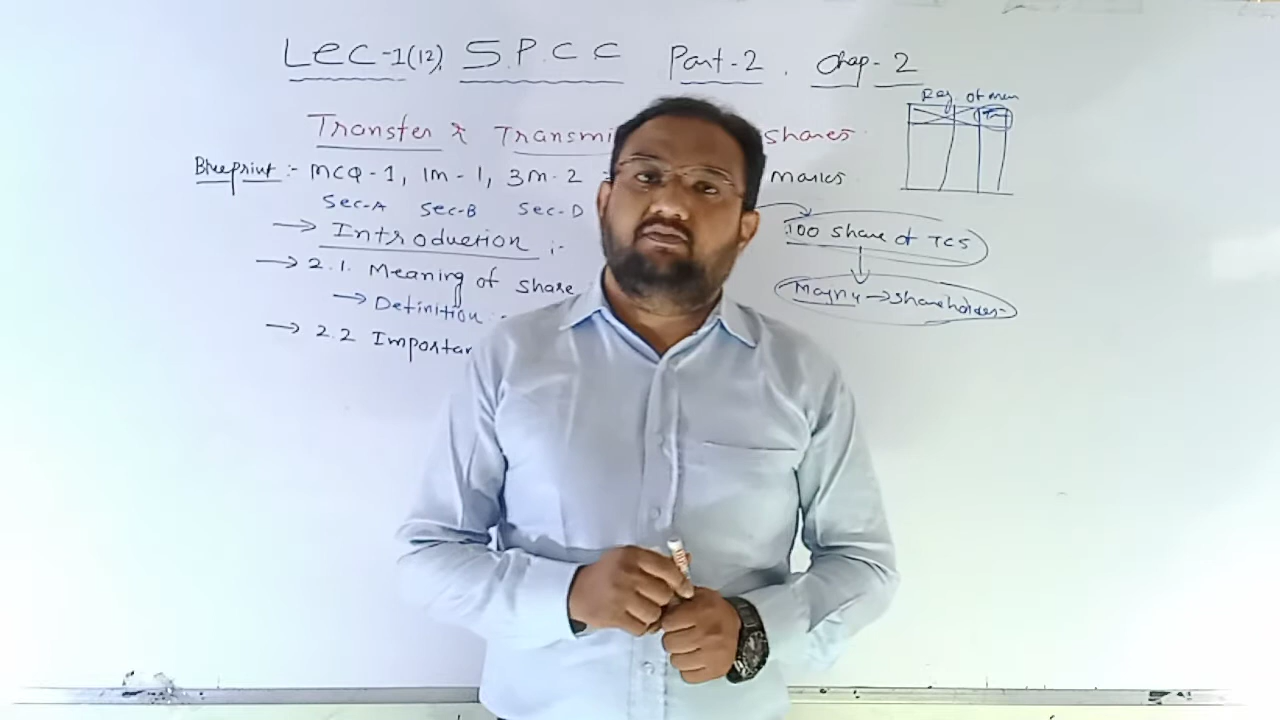 Lec-1(12). S.P.C.C Part-2. Chap-2
Reg. of mem
Transfer & Transmi shares.
Blueprint :- MCQ-1, 1M-1, 3M-2 marks
Sec-A Sec-B Sec-D
→ Introduction :-
100 share of TCS
→ 2.1. Meaning of share
→ shareholder
→ Definition :-
→ 2.2 Importan